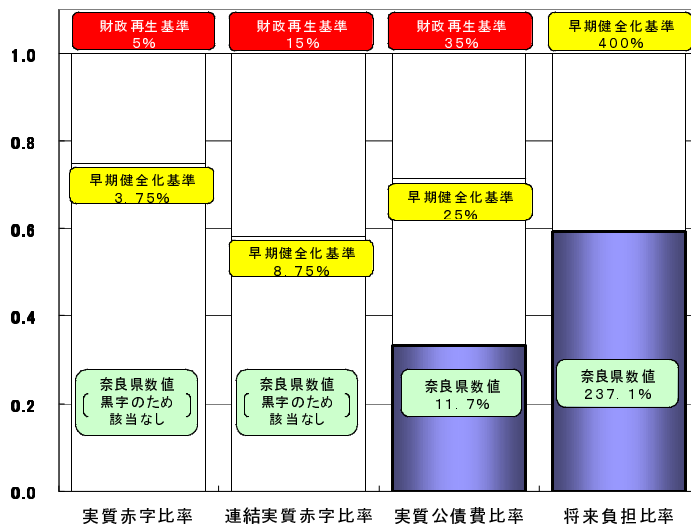 財政再生基準
5%
財政再生基準
15%
財政再生基準
35%
早期健全化基準
400%
1.0
0.8
早期健全化基準
3.75%
早期健全化基準
25%
0.6
早期健全化基準
8.75%
0.4
奈良県数値
黒字のため
該当なし
奈良県数値
黒字のため
該当なし
奈良県数値
11.7%
奈良県数値
237.1%
0.2
0.0
実質赤字比率
連結実質赤字比率
実質公債費比率
将来負担比率